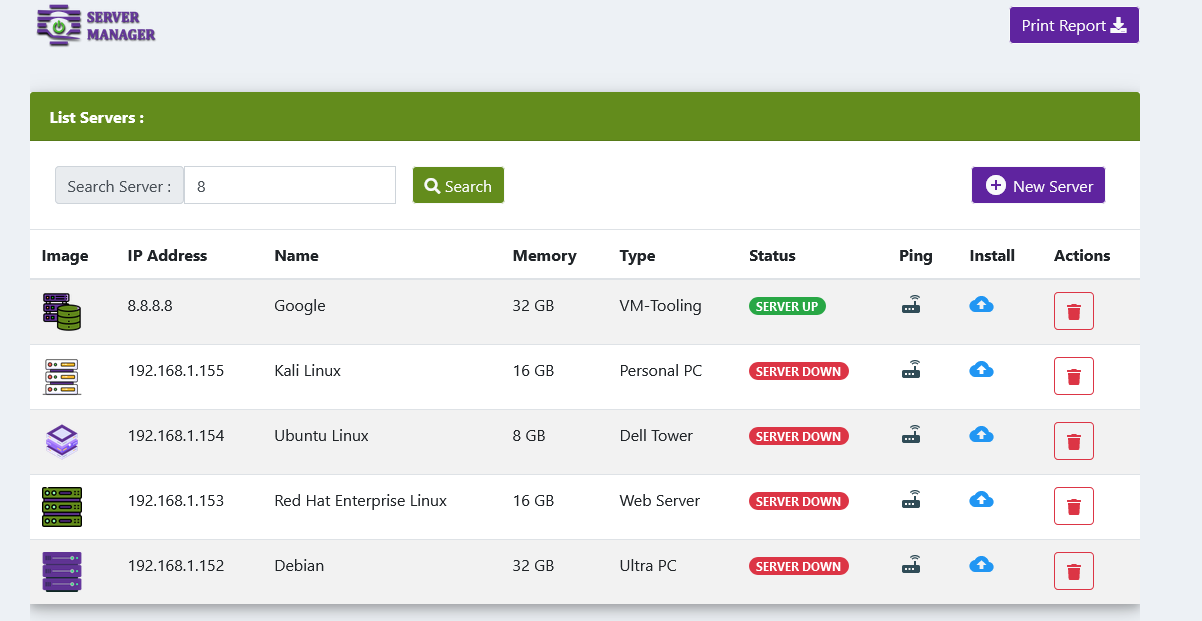 SERVER
MANAGER
Print Report
List Servers :
Search Server : 8 Search New Server
Image IP Address Name Memory Type Status Ping Install Actions
8.8.8.8 Google 32 GB VM-Tooling SERVER UP
192.168.1.155 Kali Linux 16 GB Personal PC SERVER DOWN
192.168.1.154 Ubuntu Linux 8 GB Dell Tower SERVER DOWN
192.168.1.153 Red Hat Enterprise Linux 16 GB Web Server SERVER DOWN
192.168.1.152 Debian 32 GB Ultra PC SERVER DOWN